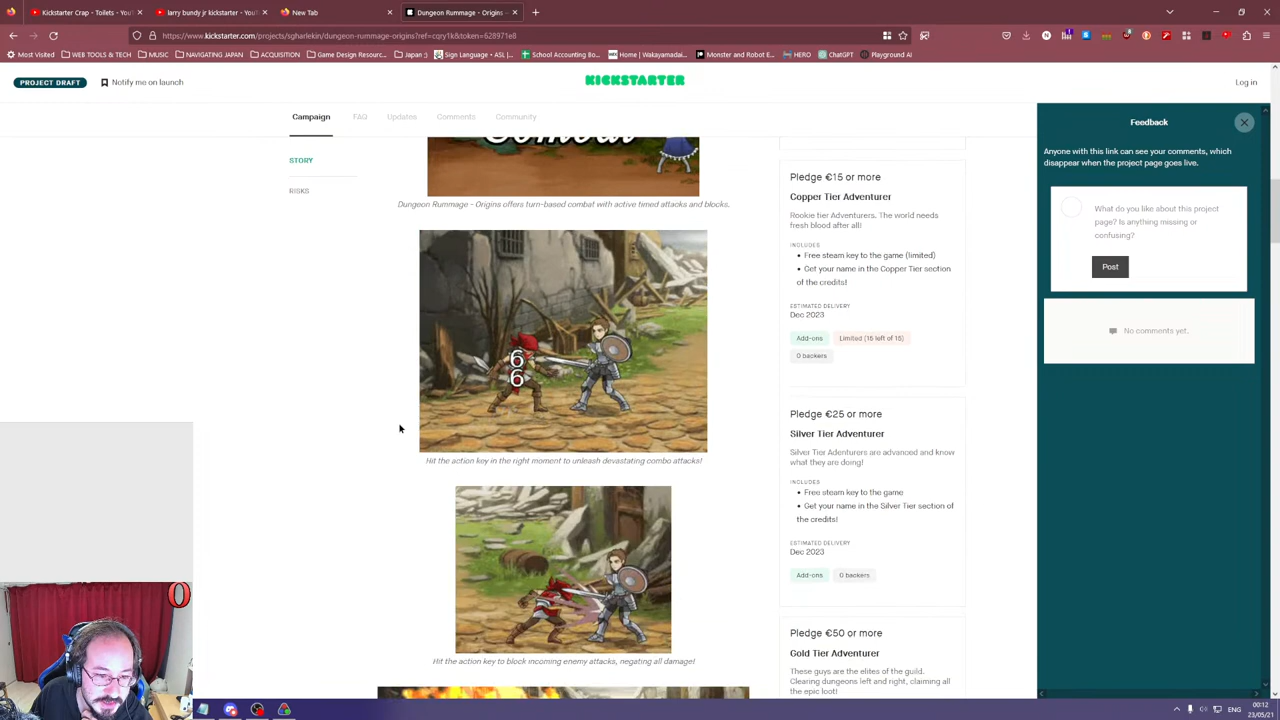 Kickstarter Crap - Toilets - YouTu
larry bundy jr kickstarter - YouTu
New Tab
Dungeon Rummage - Origins –
https://www.kickstarter.com/projects/sgharlekin/dungeon-rummage-origins?ref=cqry1k&token=628971e8
Most Visited
WEB TOOLS & TECH
MUSIC
NAVIGATING JAPAN
ACQUISITION
Game Design Resourc...
Japan :)
Sign Language • ASL |...
School Accounting Bo...
Home | Wakayamadai...
Monster and Robot E...
HERO
ChatGPT
Playground AI
PROJECT DRAFT
Notify me on launch
KICKSTARTER
Log in
Campaign
FAQ
Updates
Comments
Community
STORY
RISKS
Combat
Dungeon Rummage - Origins offers turn-based combat with active timed attacks and blocks.
6
6
Hit the action key in the right moment to unleash devastating combo attacks!
Hit the action key to block incoming enemy attacks, negating all damage!
Pledge €15 or more
Copper Tier Adventurer
Rookie tier Adventurers. The world needs
fresh blood after all!
INCLUDES
• Free steam key to the game (limited)
• Get your name in the Copper Tier section
of the credits!
ESTIMATED DELIVERY
Dec 2023
Add-ons
Limited (15 left of 15)
0 backers
Pledge €25 or more
Silver Tier Adventurer
Silver Tier Adenturers are advanced and know
what they are doing!
INCLUDES
• Free steam key to the game
• Get your name in the Silver Tier section of
the credits!
ESTIMATED DELIVERY
Dec 2023
Add-ons
0 backers
Pledge €50 or more
Gold Tier Adventurer
These guys are the elites of the guild.
Clearing dungeons left and right, claiming all
the epic loot!
Feedback
Anyone with this link can see your comments, which
disappear when the project page goes live.
What do you like about this project
page? Is anything missing or
confusing?
Post
No comments yet.
0
ENG
00:12
23/05/21